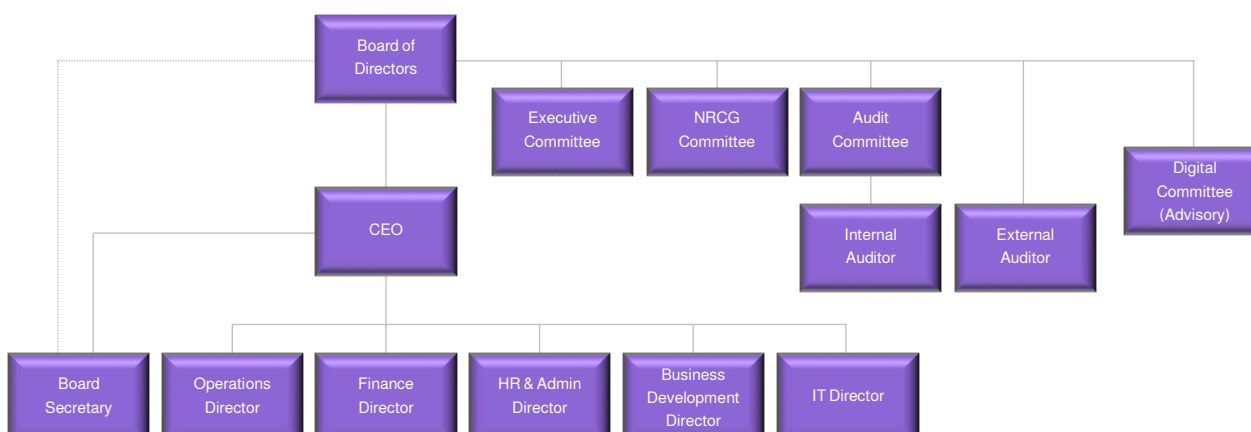 Board of
Directors
Executive
Committee
NRCG
Committee
Audit
Committee
Digital
Committee
(Advisory)
CEO
Internal
Auditor
External
Auditor
Board
Secretary
Operations
Director
Finance
Director
HR & Admin
Director
Business
Development
Director
IT Director